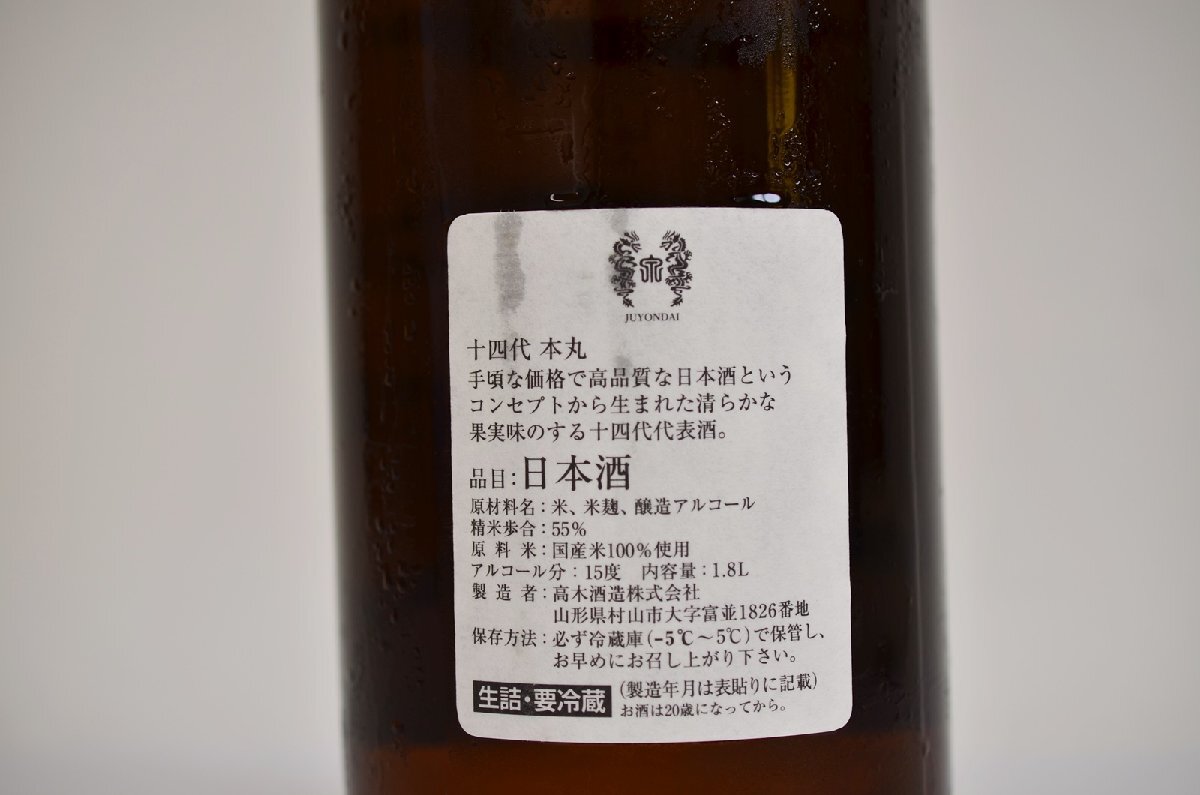 JUYONDAI
十四代 本丸
手頃な価格で高品質な日本酒という
コンセプトから生まれた清らかな
果実味のする十四代代表酒。
品目:日本酒
原材料名:米、米麹、醸造アルコール
精米歩合:55%
原料米:国産米100%使用
アルコール分:15度 内容量:1.8L
製造者:高木酒造株式会社
山形県村山市大字富並1826番地
保存方法:必ず冷蔵庫(-5℃~5℃)で保管し、
お早めにお召し上がり下さい。
生詰・要冷蔵 (製造年月は表貼りに記載)
お酒は20歳になってから。